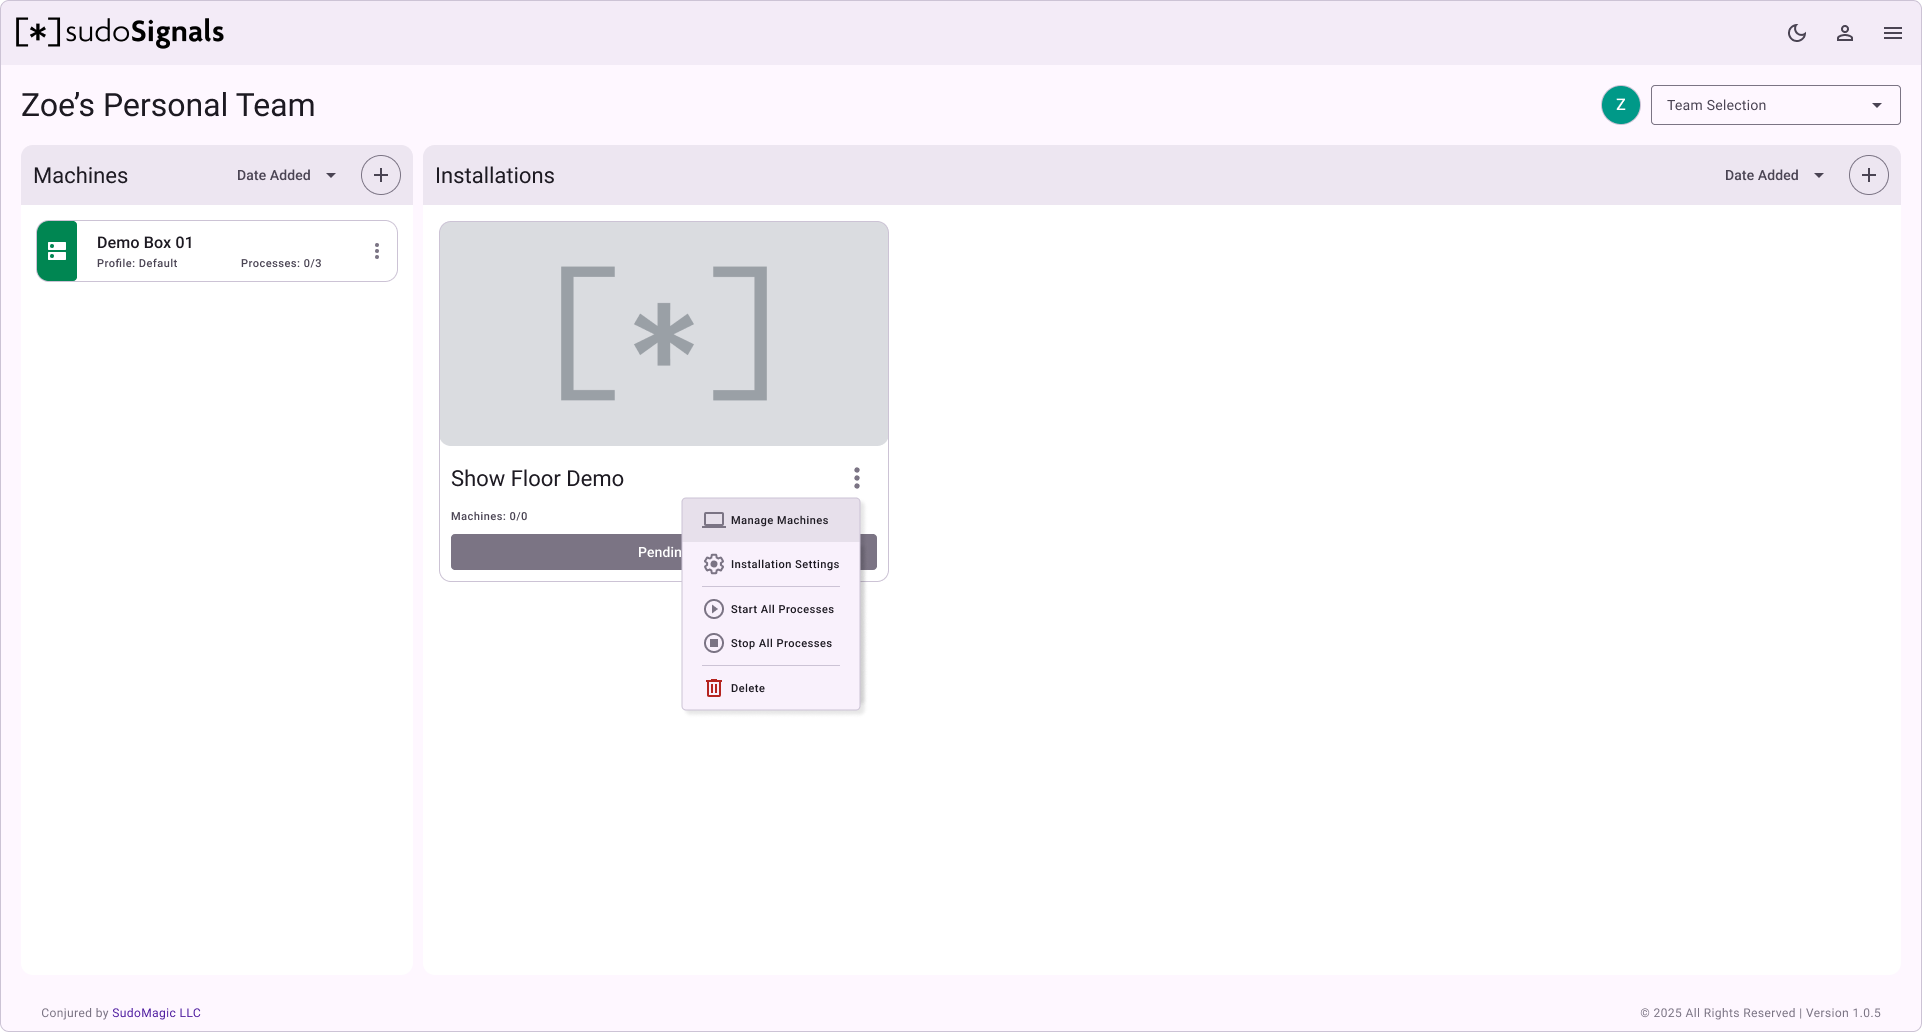 [*]sudoSignals
Zoe’s Personal Team
Z
Team Selection
Machines
Date Added
Installations
Date Added
Demo Box 01
Profile: Default
Processes: 0/3
[*]
Show Floor Demo
Machines: 0/0
Pendin
Manage Machines
Installation Settings
Start All Processes
Stop All Processes
Delete
Conjured by SudoMagic LLC
© 2025 All Rights Reserved | Version 1.0.5